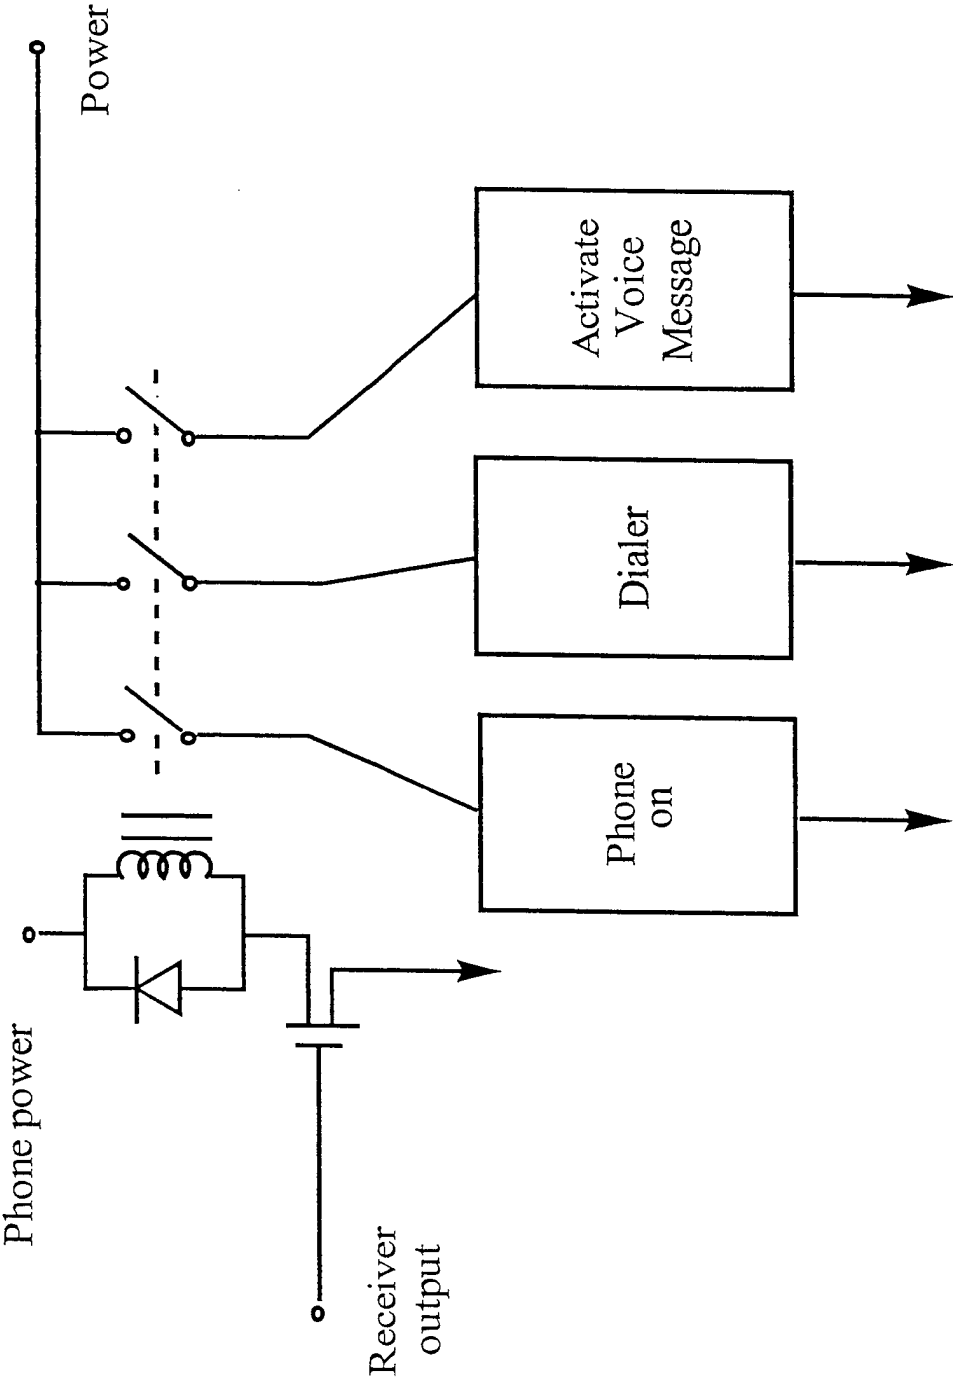 Phone power
Receiver
output
Phone
on
Dialer
Activate
Voice
Message
Power